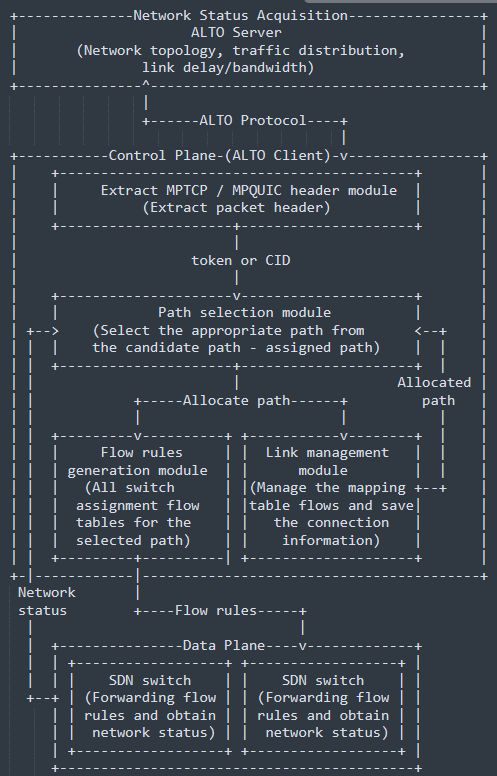 Network Status Acquisition
ALTO Server
(Network topology, traffic distribution,
link delay/bandwidth)
ALTO Protocol
Control Plane-(ALTO Client)
Extract MPTCP / MPQUIC header module
(Extract packet header)
token or CID
Path selection module
(Select the appropriate path from
the candidate path - assigned path)
Allocated
path
Allocate path
Flow rules
generation module
(All switch
assignment flow
tables for the
selected path)
Link management
module
(Manage the mapping
table flows and save
the connection
information)
Network
status
Flow rules
Data Plane
SDN switch
(Forwarding flow
rules and obtain
network status)
SDN switch
(Forwarding flow
rules and obtain
network status)